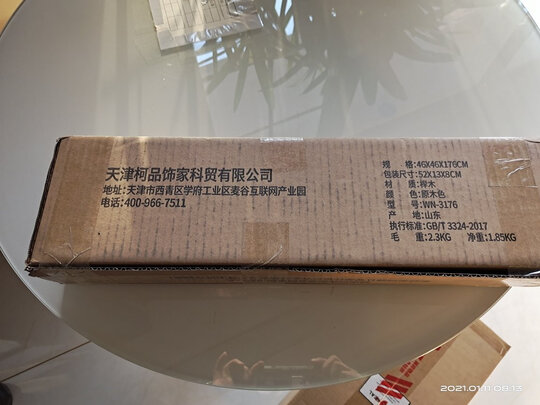 天津柯品饰家科贸有限公司
地址:天津市西青区学府工业区麦谷互联网产业园
电话:400-966-7511
规 格:46X46X176CM
包装尺寸:52X13X8CM
材 质:榉木
颜 色:原木色
型 号:WN-3176
产 地:山东
执行标准:GB/T 3324-2017
毛 重:2.3KG 净重:1.85KG
2021.01.11 08:13